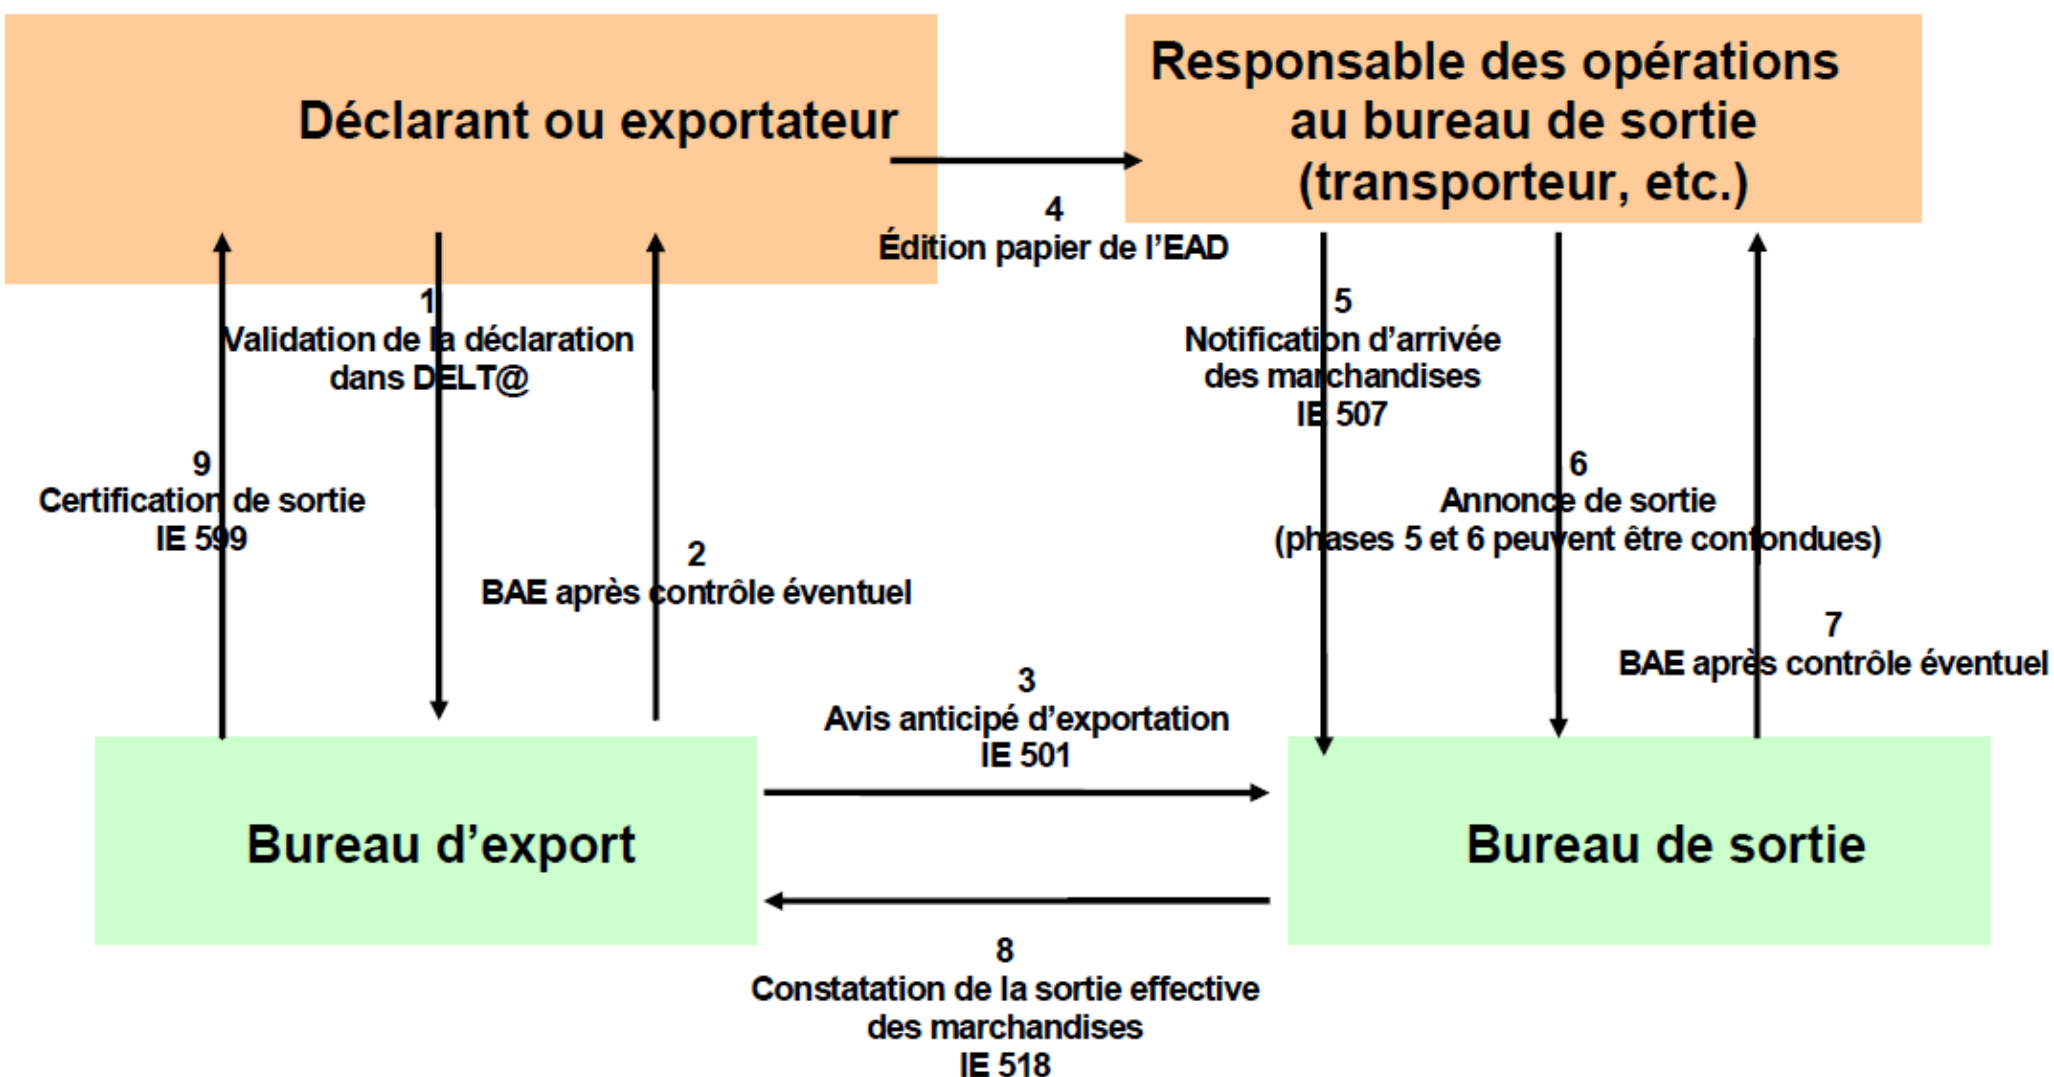 Déclarant ou exportateur
Responsable des opérations
au bureau de sortie
(transporteur, etc.)
4
Édition papier de l’EAD
1
Validation de la déclaration
dans DELT@
5
Notification d’arrivée
des marchandises
IE 507
9
Certification de sortie
IE 599
6
Annonce de sortie
(phases 5 et 6 peuvent être confondues)
2
BAE après contrôle éventuel
7
BAE après contrôle éventuel
3
Avis anticipé d’exportation
IE 501
Bureau d’export
Bureau de sortie
8
Constatation de la sortie effective
des marchandises
IE 518